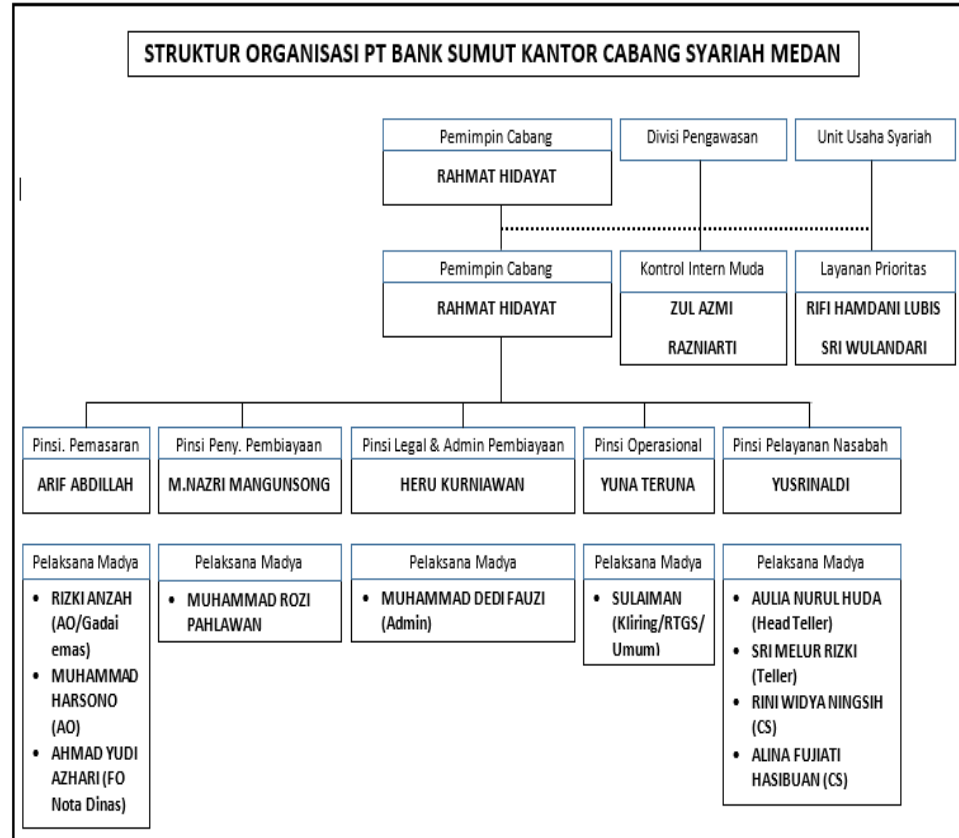 STRUKTUR ORGANISASI PT BANK SUMUT KANTOR CABANG SYARIAH MEDAN
Pemimpin Cabang
RAHMAT HIDAYAT
Divisi Pengawasan
Unit Usaha Syariah
Pemimpin Cabang
RAHMAT HIDAYAT
Kontrol Intern Muda
ZUL AZMI
RAZNIARTI
Layanan Prioritas
RIFI HAMDANI LUBIS
SRI WULANDARI
Pinsi. Pemasaran
ARIF ABDILLAH
Pinsi Peny. Pembiayaan
M.NAZRI MANGUNSONG
Pinsi Legal & Admin Pembiayaan
HERU KURNIAWAN
Pinsi Operasional
YUNA TERUNA
Pinsi Pelayanan Nasabah
YUSRINALDI
Pelaksana Madya
• RIZKI ANZAH
(AO/Gadai
emas)
• MUHAMMAD
HARSONO
(AO)
• AHMAD YUDI
AZHARI (FO
Nota Dinas)
Pelaksana Madya
• MUHAMMAD ROZI
PAHLAWAN
Pelaksana Madya
• MUHAMMAD DEDI FAUZI
(Admin)
Pelaksana Madya
• SULAIMAN
(Kliring/RTGS/
Umum)
Pelaksana Madya
• AULIA NURUL HUDA
(Head Teller)
• SRI MELUR RIZKI
(Teller)
• RINI WIDYA NINGSIH
(CS)
• ALINA FUJIATI
HASIBUAN (CS)